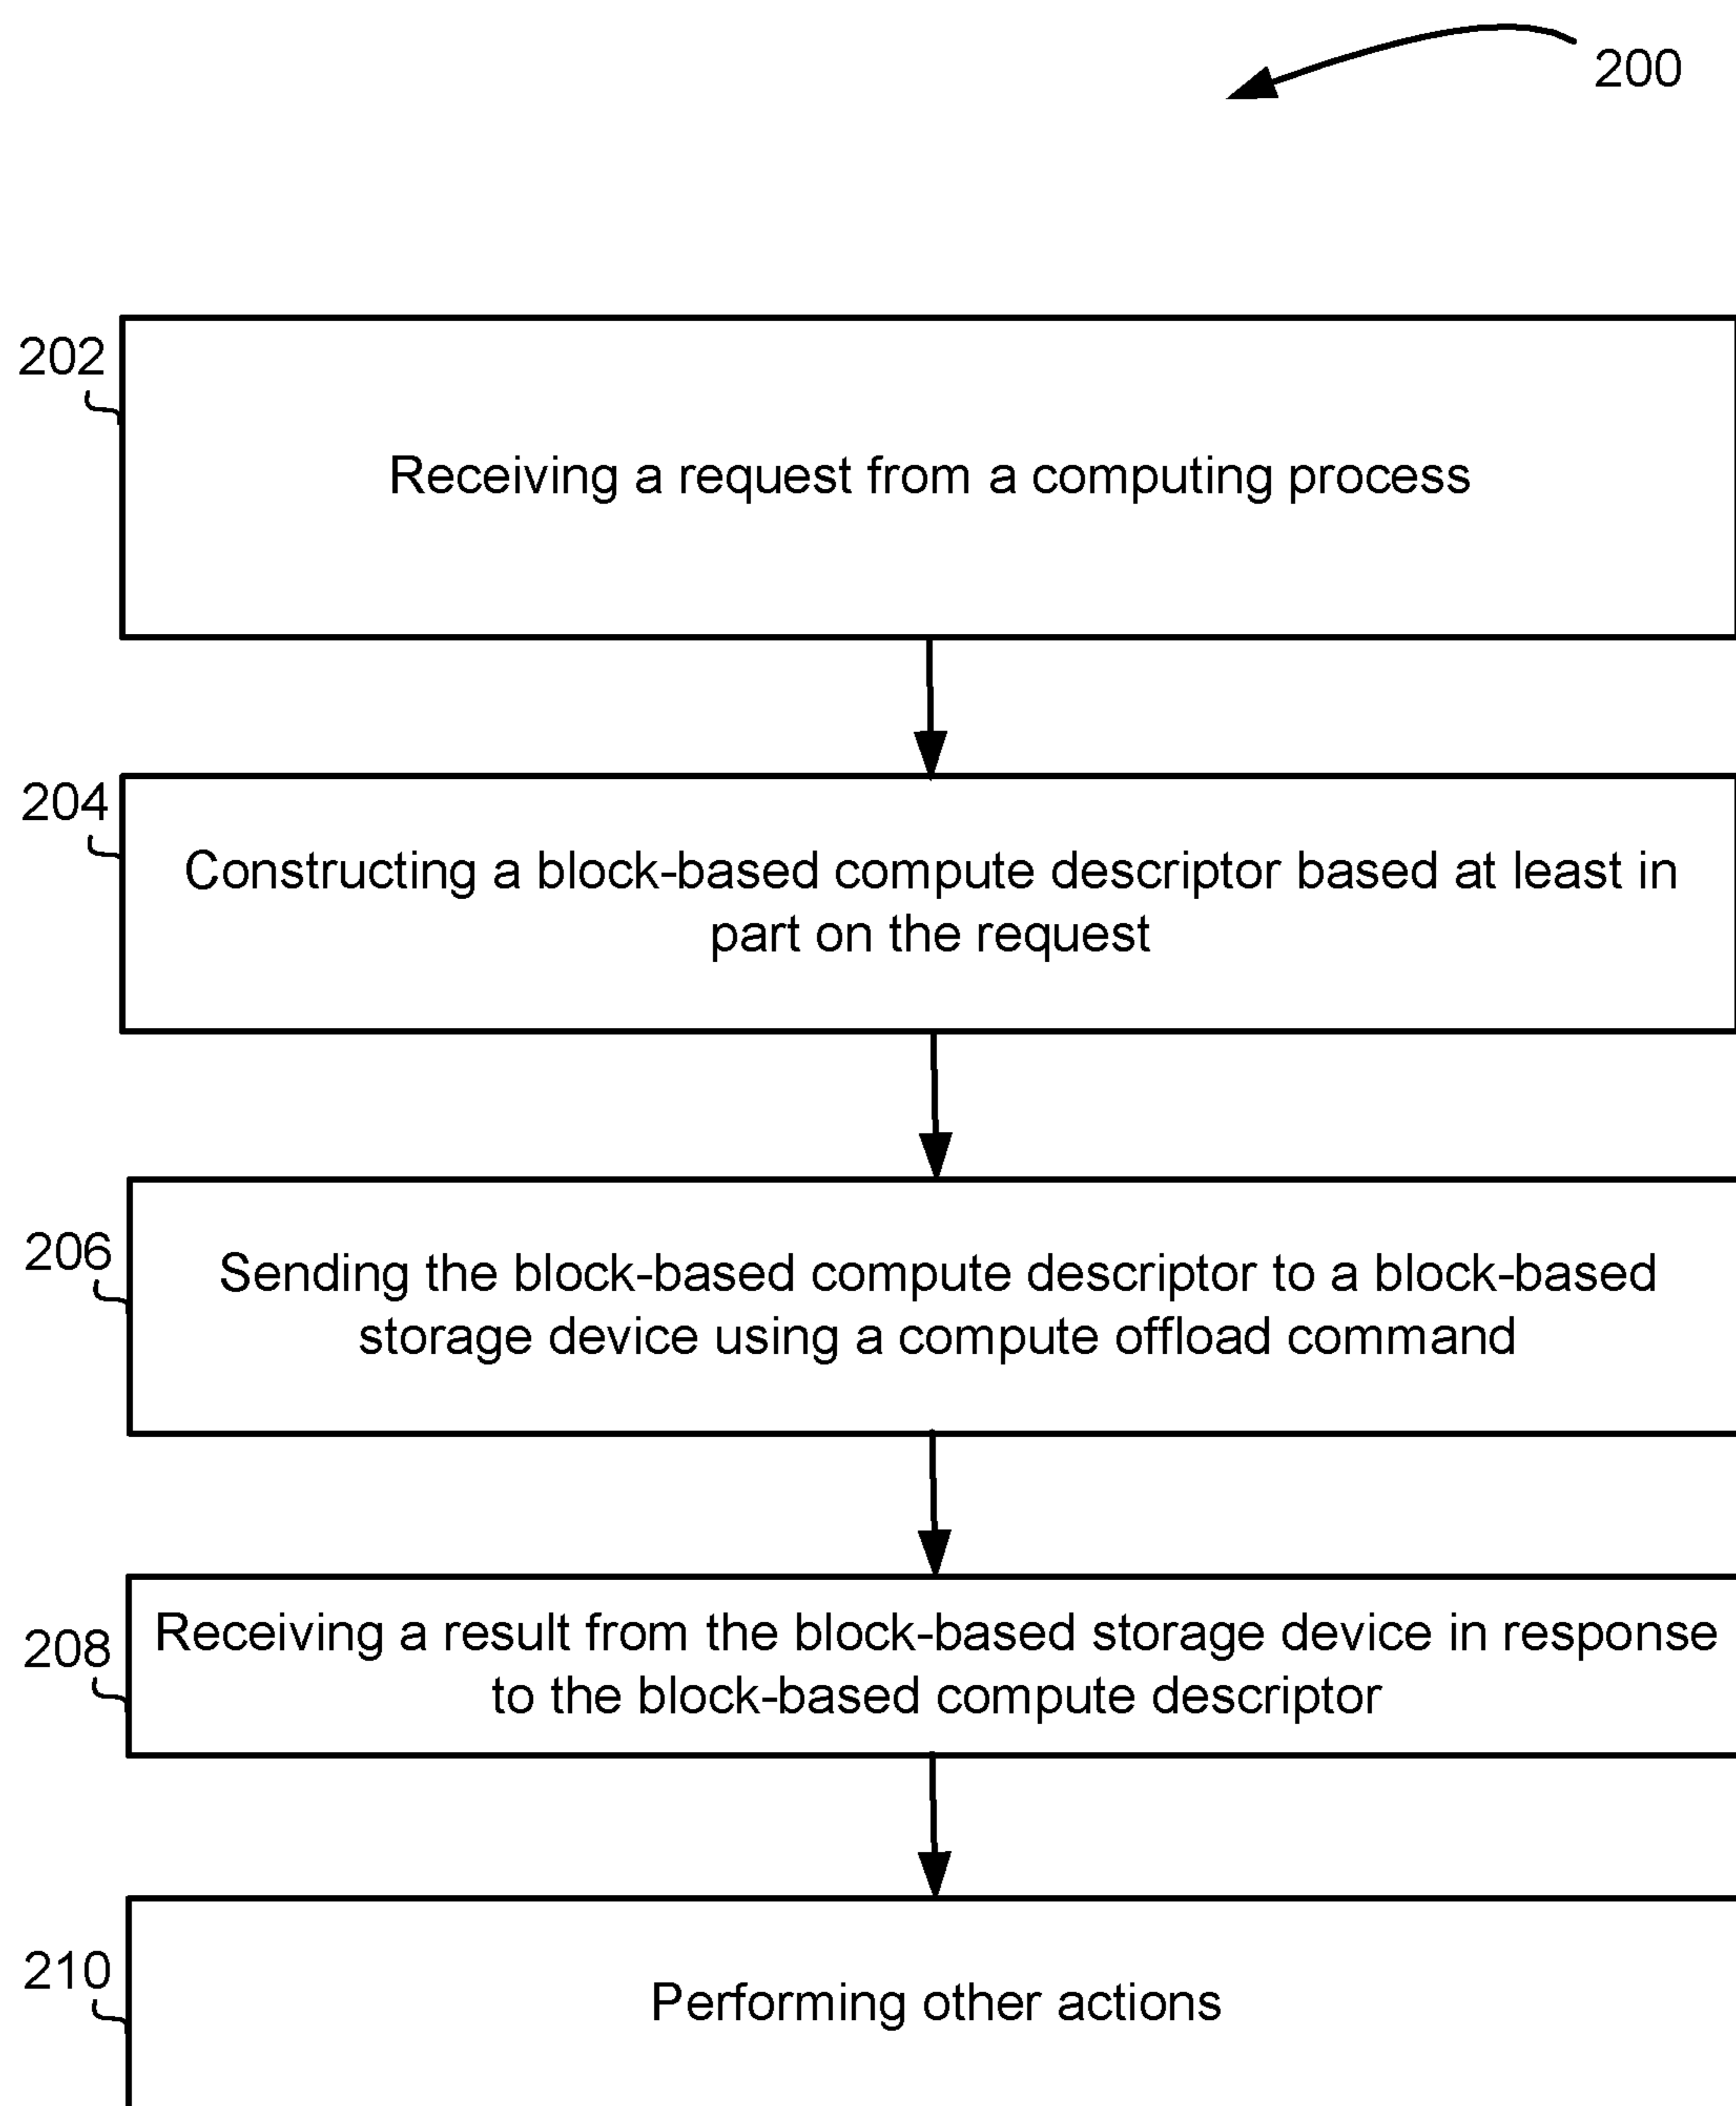 200
202
Receiving a request from a computing process
204
Constructing a block-based compute descriptor based at least in
part on the request
206
Sending the block-based compute descriptor to a block-based
storage device using a compute offload command
208
Receiving a result from the block-based storage device in response
to the block-based compute descriptor
210
Performing other actions